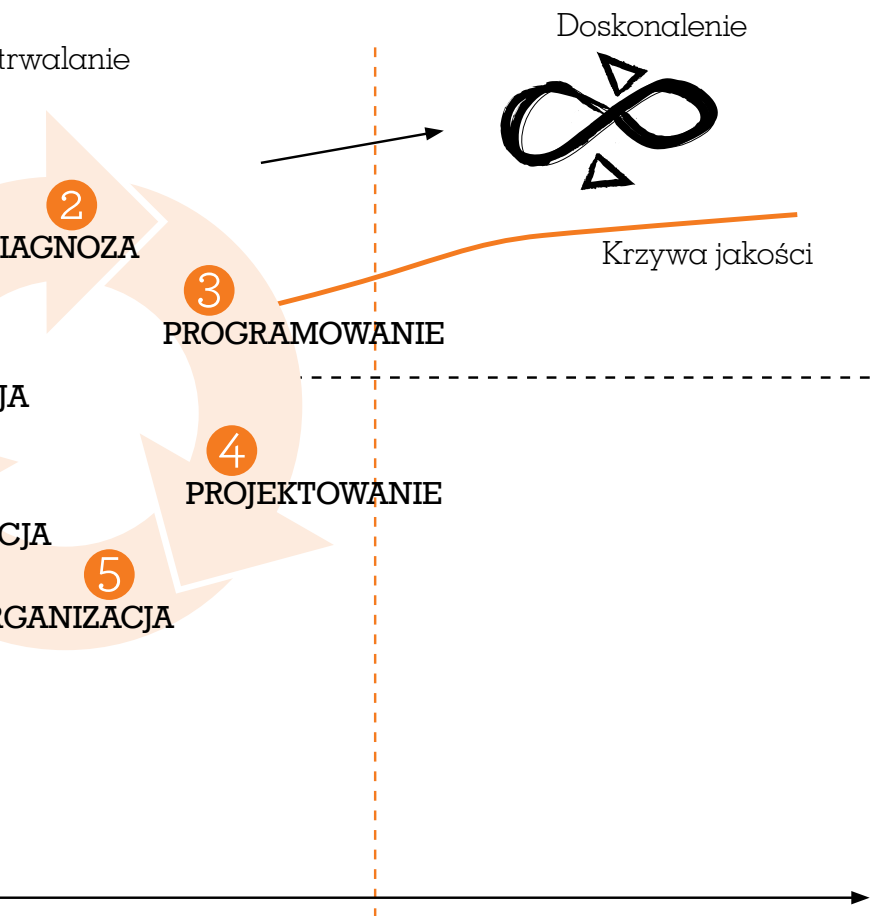 Doskonalenie
trwalanie
2
IAGNOZA
Krzywa jakości
3
PROGRAMOWANIE
JA
4
PROJEKTOWANIE
CJA
5
RGANIZACJA